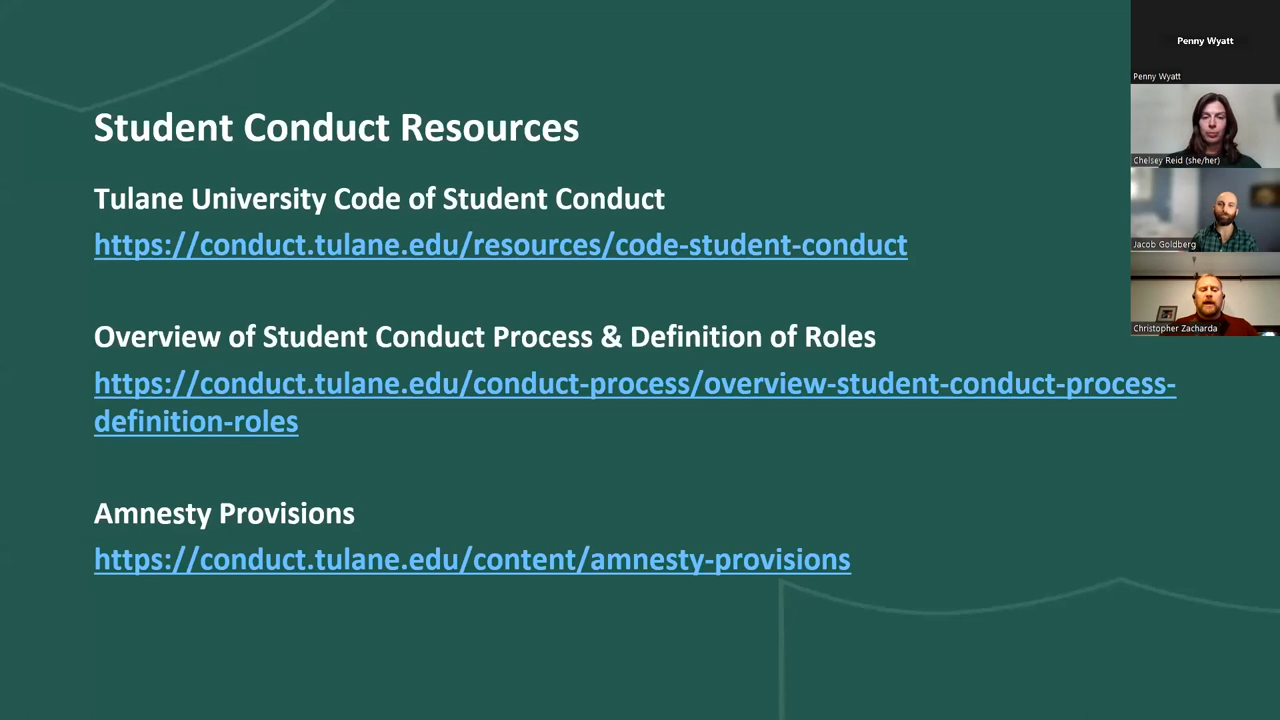 Student Conduct Resources
Tulane University Code of Student Conduct
https://conduct.tulane.edu/resources/code-student-conduct
Overview of Student Conduct Process & Definition of Roles
https://conduct.tulane.edu/conduct-process/overview-student-conduct-process-
definition-roles
Amnesty Provisions
https://conduct.tulane.edu/content/amnesty-provisions
Penny Wyatt
Penny Wyatt
Chelsey Reid (she/her)
Jacob Goldberg
Christopher Zacharda